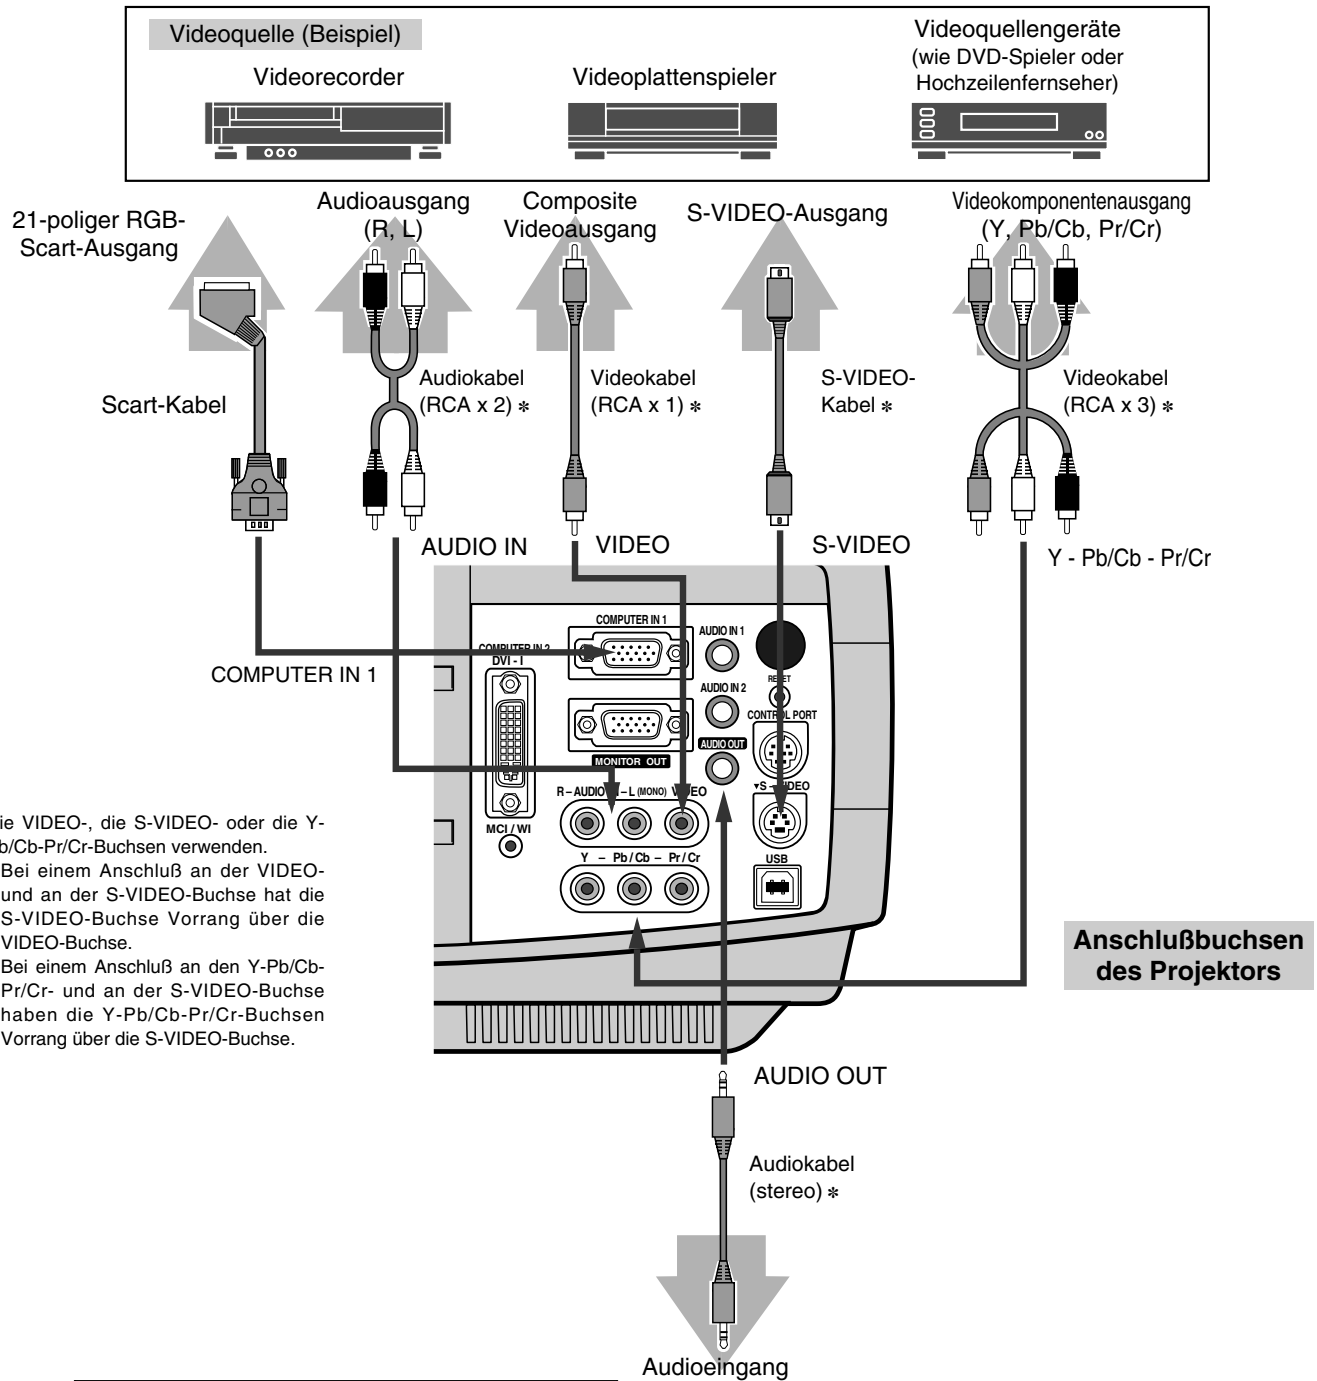 Videoquelle (Beispiel)
Videorecorder
Videoplattenspieler
Videoquellengeräte
(wie DVD-Spieler oder
Hochzeilenfernseher)
21-poliger RGB-
Scart-Ausgang
Audioausgang
(R, L)
Composite
Videoausgang
S-VIDEO-Ausgang
Videokomponentenausgang
(Y, Pb/Cb, Pr/Cr)
Scart-Kabel
Audiokabel
(RCA x 2) *
Videokabel
(RCA x 1) *
S-VIDEO-
Kabel *
Videokabel
(RCA x 3) *
AUDIO IN
VIDEO
S-VIDEO
Y - Pb/Cb - Pr/Cr
COMPUTER IN 1
COMPUTER IN 1
COMPUTER IN 2
DVI - I
AUDIO IN 1
RESET
AUDIO IN 2
CONTROL PORT
AUDIO OUT
MONITOR OUT
R – AUDIO – L (MONO) VIDEO
▼S – VIDEO
MCI / WI
Y – Pb / Cb – Pr / Cr
USB
ie VIDEO-, die S-VIDEO- oder die Y-
b/Cb-Pr/Cr-Buchsen verwenden.
Bei einem Anschluß an der VIDEO-
und an der S-VIDEO-Buchse hat die
S-VIDEO-Buchse Vorrang über die
VIDEO-Buchse.
Bei einem Anschluß an den Y-Pb/Cb-
Pr/Cr- und an der S-VIDEO-Buchse
haben die Y-Pb/Cb-Pr/Cr-Buchsen
Vorrang über die S-VIDEO-Buchse.
Anschlußbuchsen
des Projektors
AUDIO OUT
Audiokabel
(stereo) *
Audioeingang